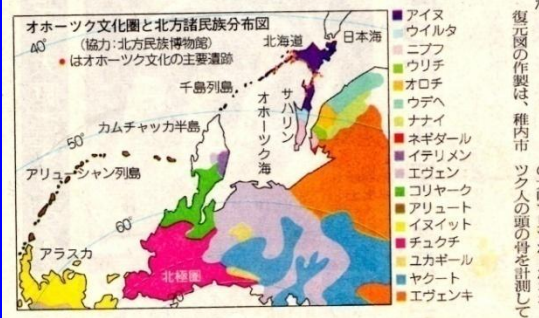 オホーツク文化圏と北方諸民族分布図
(協力:北方民族博物館)
●はオホーツク文化の主要遺跡
40°
北海道
日本海
千島列島
サハリン
オホーツク海
カムチャッカ半島
50°
アリューシャン列島
60°
アラスカ
北極圏
アイヌ
ウイルタ
ニブフ
ウリチ
オロチ
ウデヘ
ナナイ
ネギダール
イテリメン
エヴェン
コリヤーク
アリュート
イヌイット
チュクチ
ユカギール
ヤクート
エヴェンキ
復元図の作製は、稚内市
ツク人の頭の骨を計測して